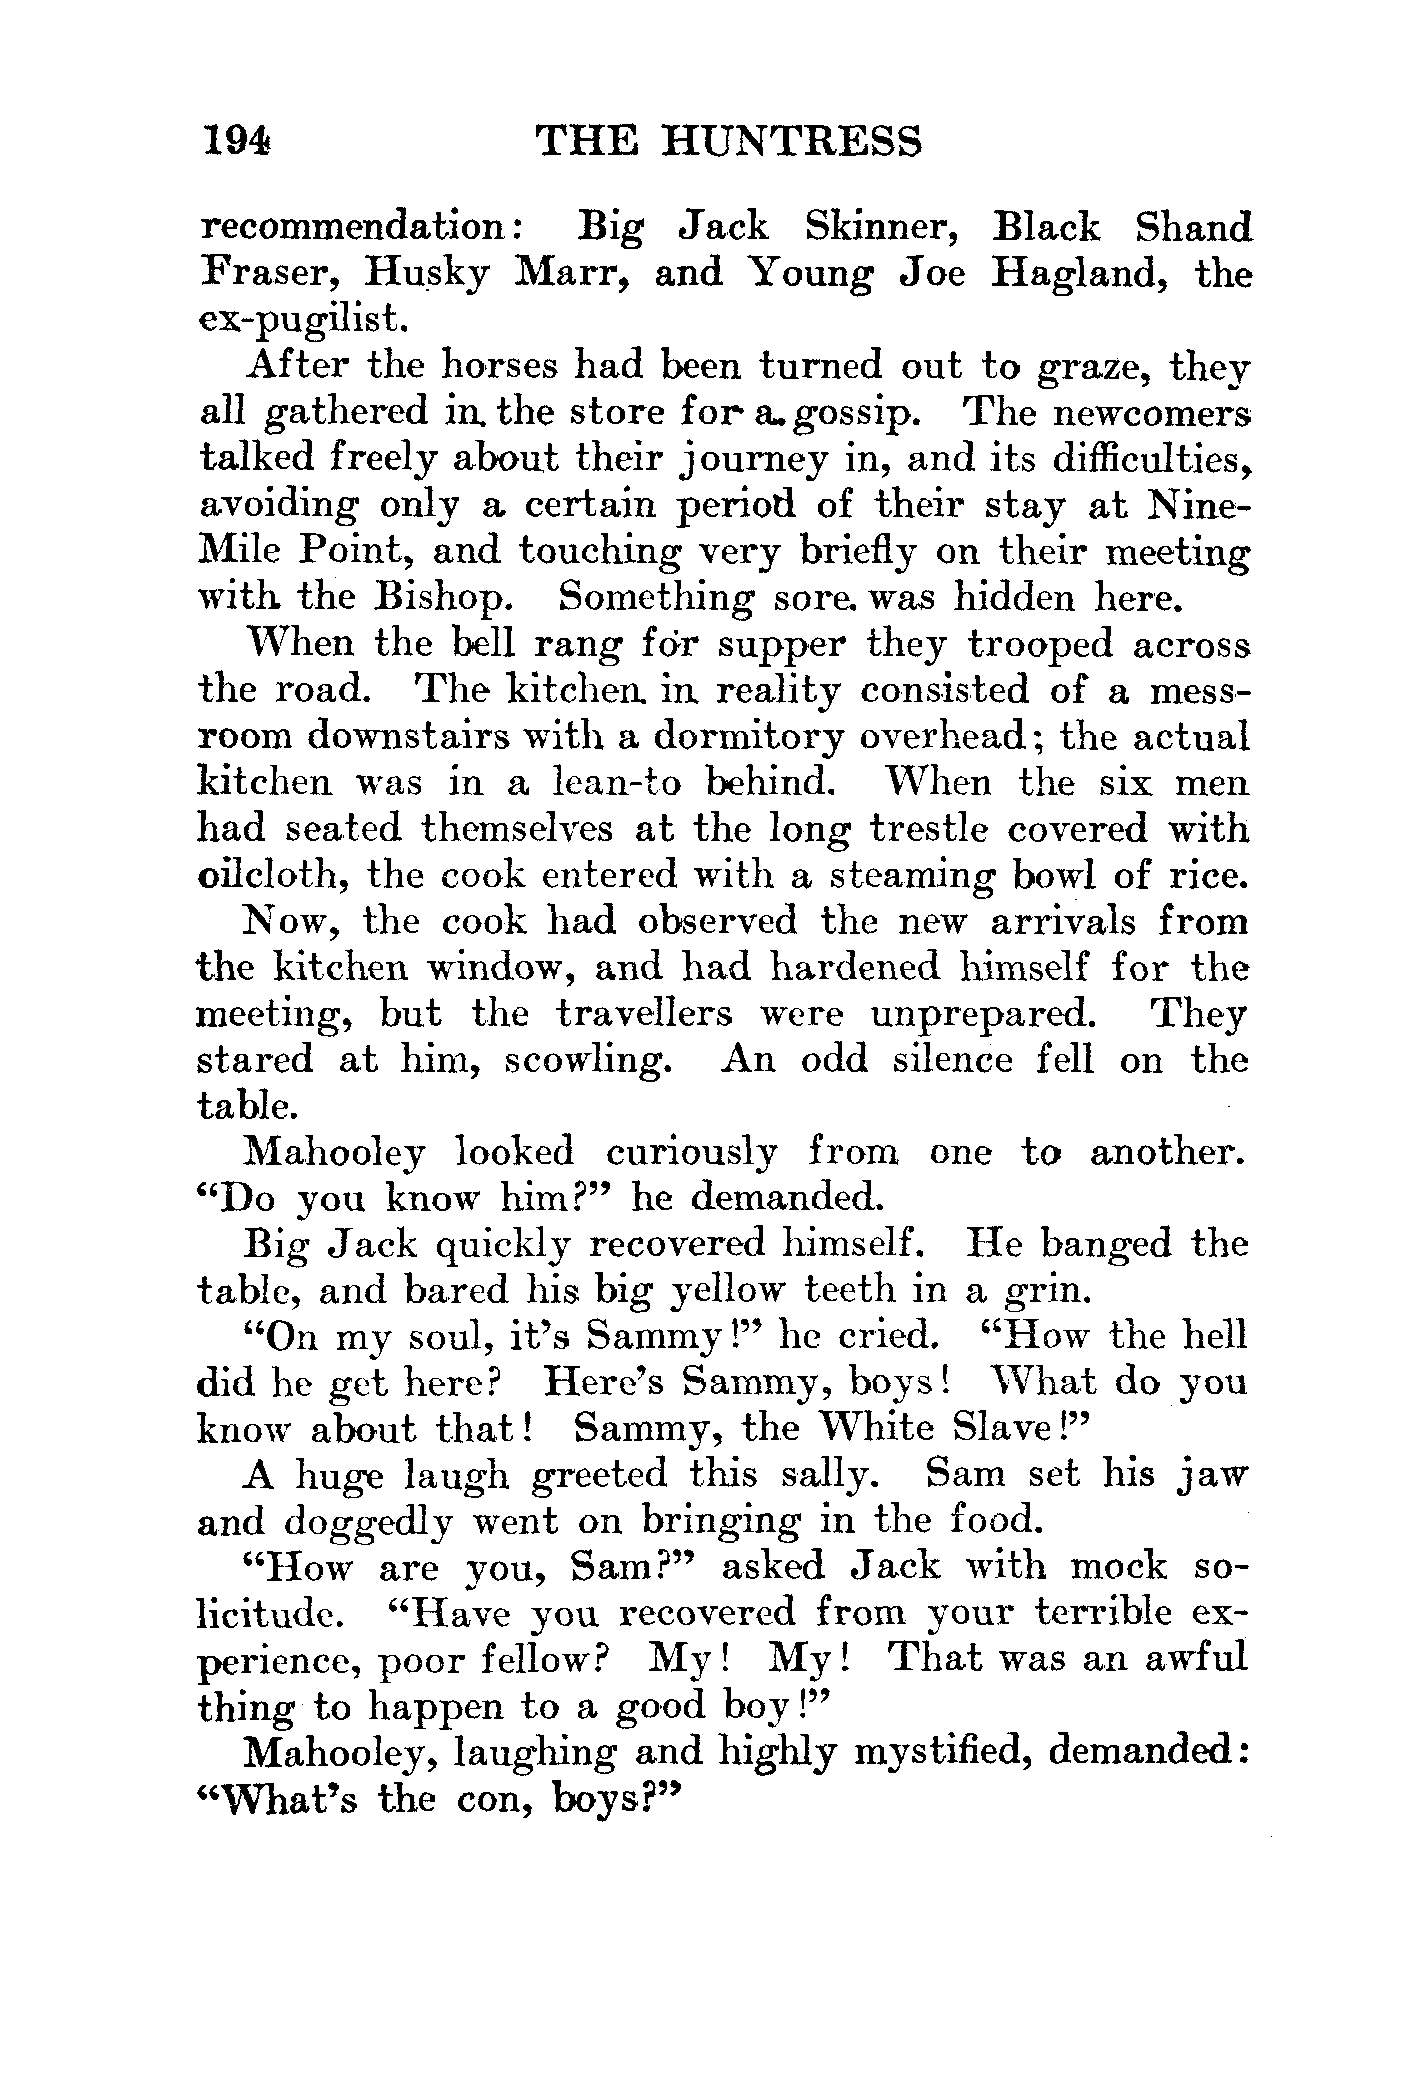 194 THE HUNTRESS
recommendation: Big Jack Skinner, Black Shand
Fraser, Husky Marr, and Young Joe Hagland, the
ex-pugilist.
After the horses had been turned out to graze, they
all gathered in the store for a gossip. The newcomers
talked freely about their journey in, and its difficulties,
avoiding only a certain period of their stay at Nine-
Mile Point, and touching very briefly on their meeting
with the Bishop. Something sore was hidden here.
When the bell rang for supper they trooped across
the road. The kitchen in reality consisted of a mess-
room downstairs with a dormitory overhead; the actual
kitchen was in a lean-to behind. When the six men
had seated themselves at the long trestle covered with
oilcloth, the cook entered with a steaming bowl of rice.
Now, the cook had observed the new arrivals from
the kitchen window, and had hardened himself for the
meeting, but the travellers were unprepared. They
stared at him, scowling. An odd silence fell on the
table.
Mahooley looked curiously from one to another.
“Do you know him?” he demanded.
Big Jack quickly recovered himself. He banged the
table, and bared his big yellow teeth in a grin.
“On my soul, it’s Sammy!” he cried. “How the hell
did he get here? Here’s Sammy, boys! What do you
know about that! Sammy, the White Slave!”
A huge laugh greeted this sally. Sam set his jaw
and doggedly went on bringing in the food.
“How are you, Sam?” asked Jack with mock so-
licitude. “Have you recovered from your terrible ex-
perience, poor fellow? My! My! That was an awful
thing to happen to a good boy!”
Mahooley, laughing and highly mystified, demanded:
“What’s the con, boys?”